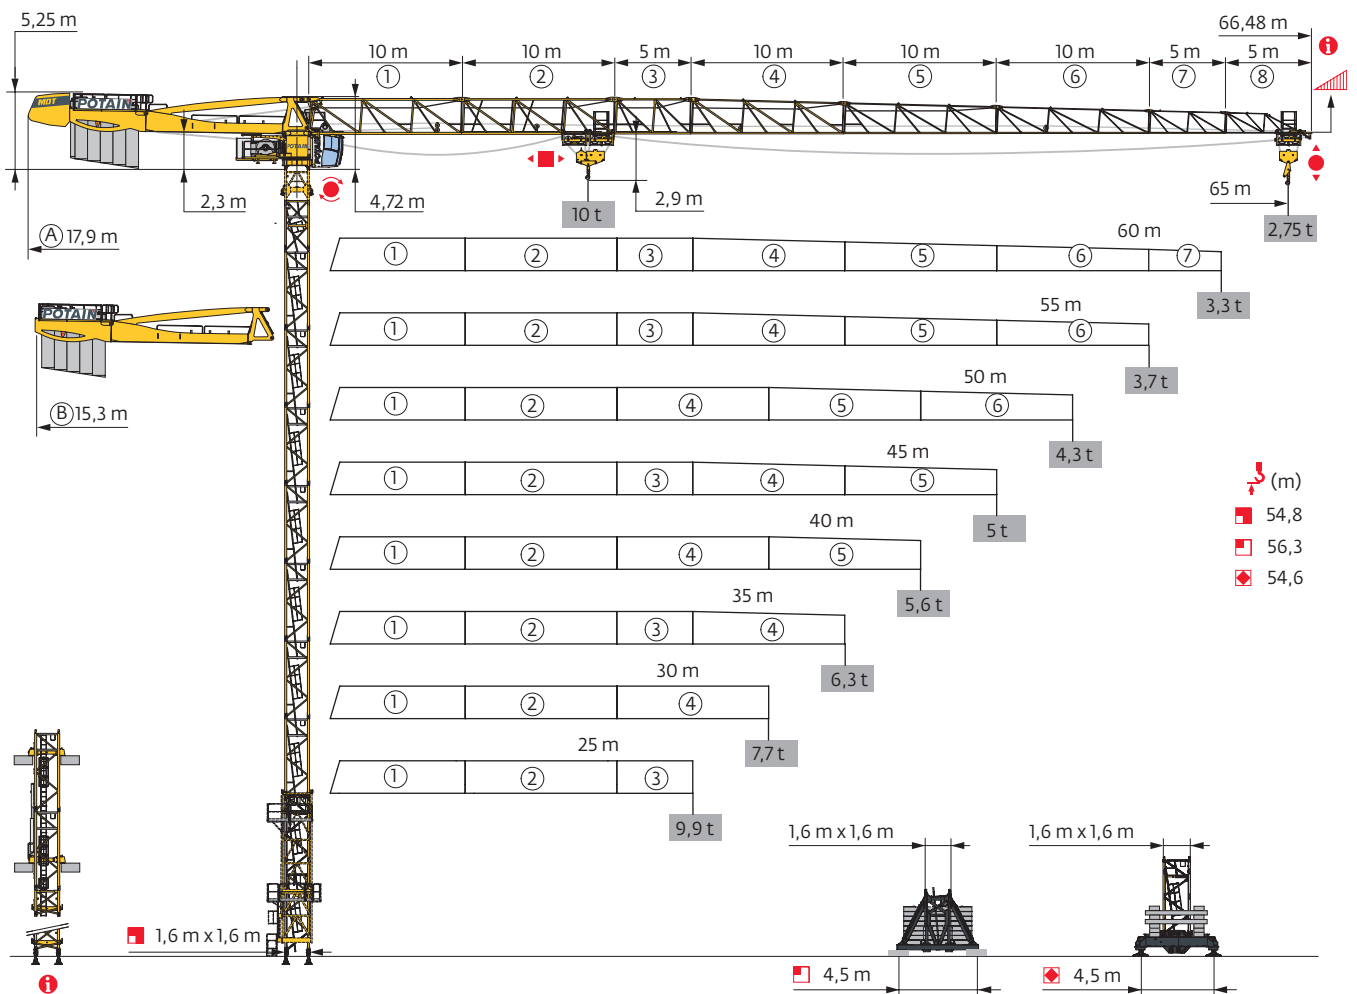 5,25 m
66,48 m
10 m 10 m 5 m 10 m 10 m 10 m 5 m 5 m
1 2 3 4 5 6 7 8
MDT POTAIN
POTAIN
2,3 m
4,72 m
2,9 m
65 m
10 t
2,75 t
A 17,9 m
60 m
1 2 3 4 5 6 7
3,3 t
POTAIN
55 m
1 2 3 4 5 6
3,7 t
B 15,3 m
50 m
1 2 4 5 6
4,3 t
45 m
1 2 3 4 5
5 t
(m)
54,8
56,3
54,6
40 m
1 2 4 5
5,6 t
35 m
1 2 3 4
6,3 t
30 m
1 2 4
7,7 t
25 m
1 2 3
9,9 t
1,6 m x 1,6 m
1,6 m x 1,6 m
1,6 m x 1,6 m
4,5 m
4,5 m
i
i